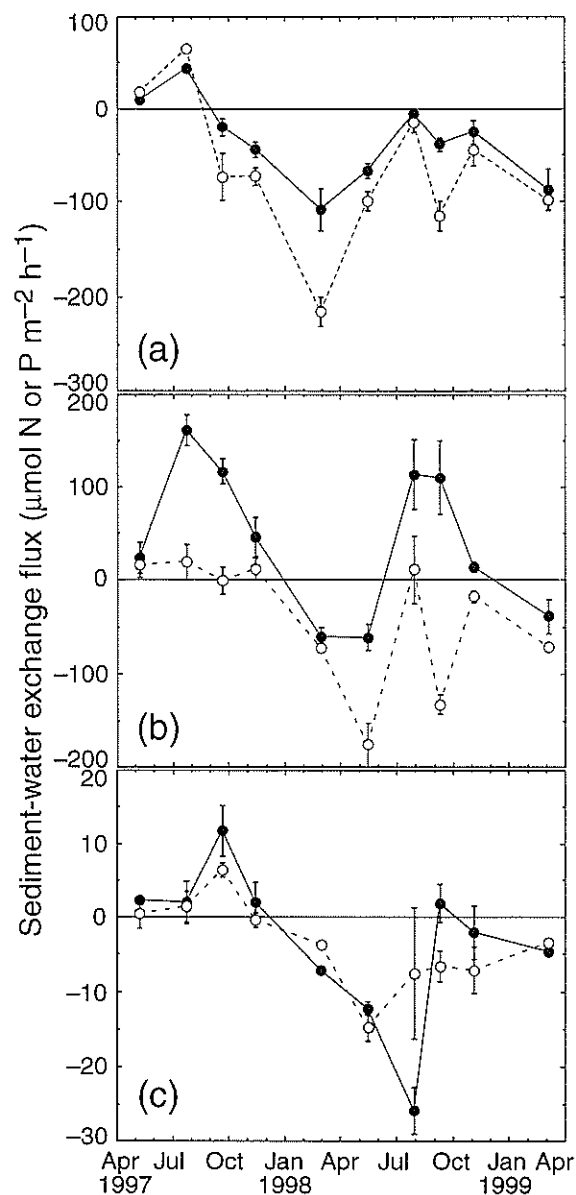 Sediment-water exchange flux (μmol N or P m⁻² h⁻¹)
100
0
−100
−200
−300
(a)
200
100
0
−100
−200
(b)
20
10
0
−10
−20
−30
(c)
Apr Jul Oct Jan Apr Jul Oct Jan Apr
1997 1998 1999